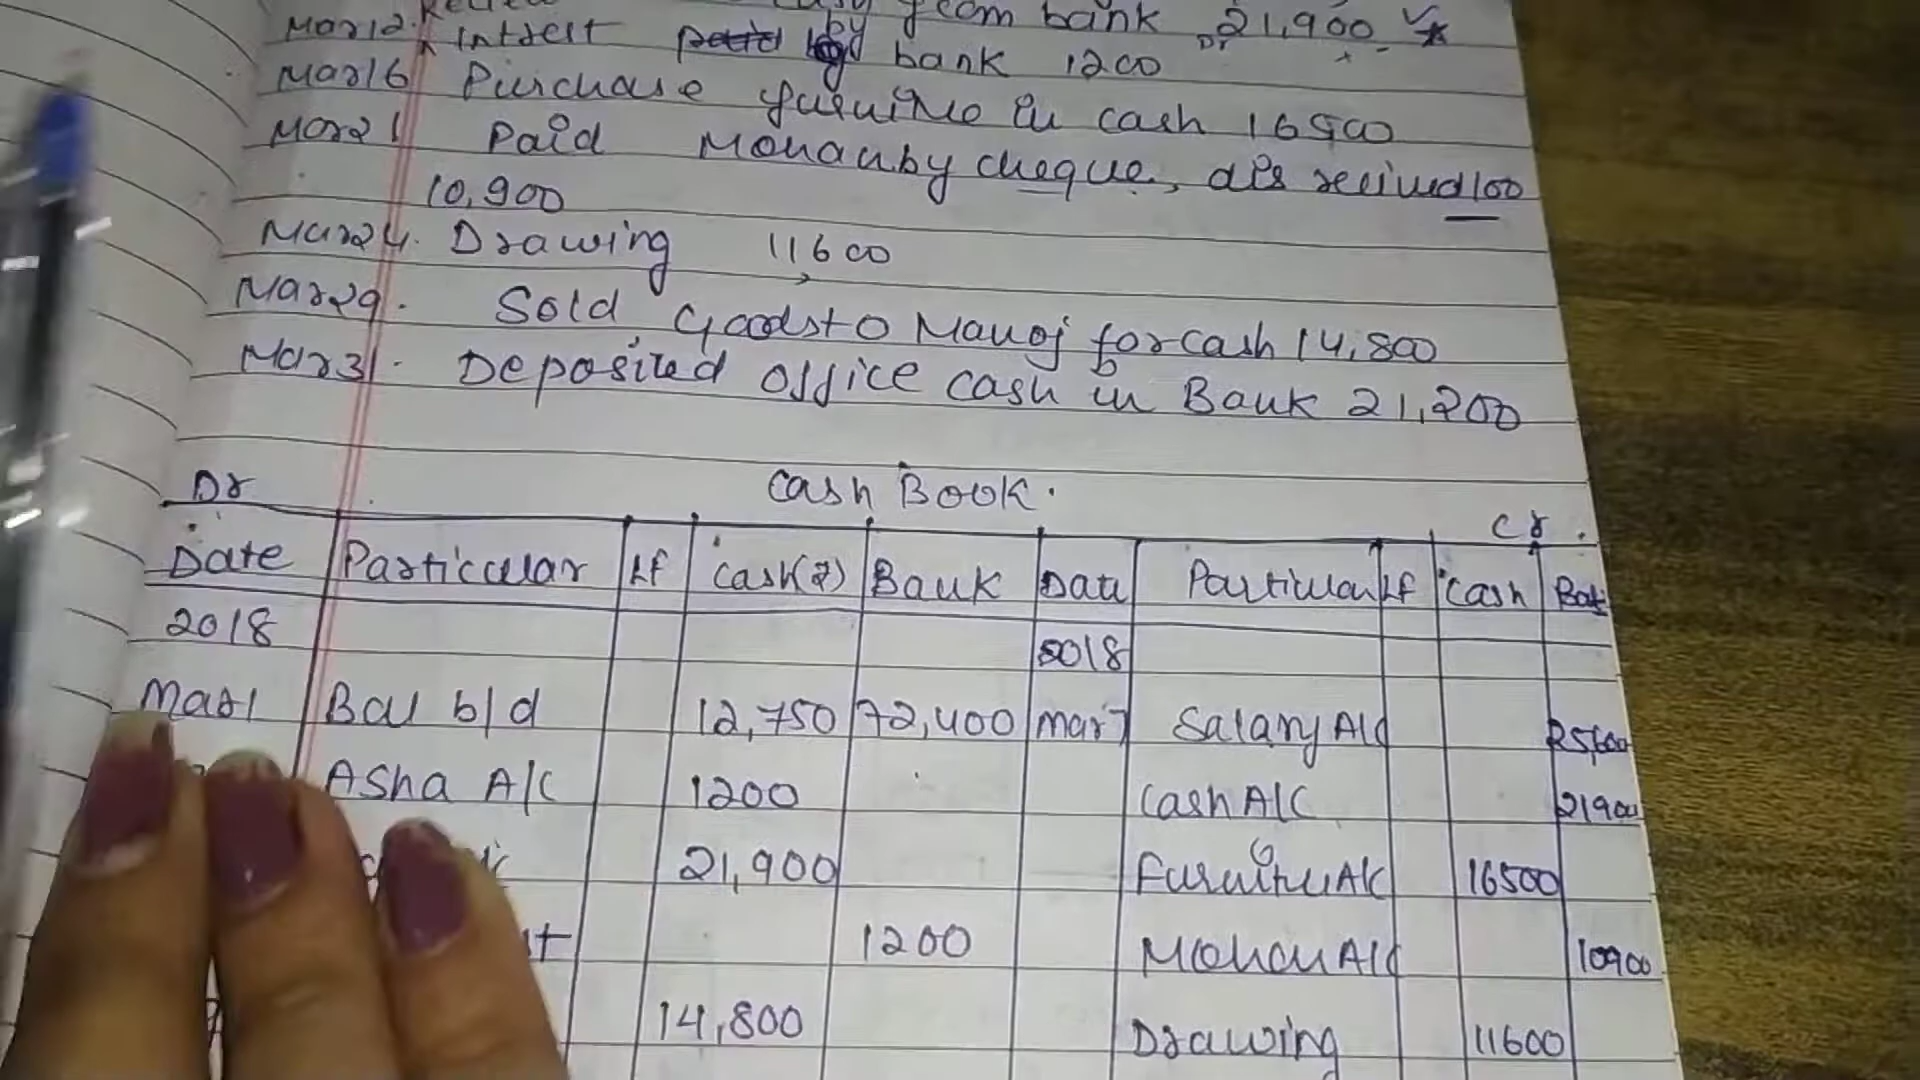 from bank 21,900
Mar12. Intrest by bank 1200
Dr
Mar16 Purchase in cash 16500
Mar21 Paid Mohan by cheque, dis reciived 100
10,900
Mar24. Drawing 11600
Mar29. Sold Goods to Manoj for cash 14,800
Mar31. Deposited office cash in Bank 21,200
Dr Cash Book. Cr.
Date Particular Lf Cash(₹) Bank Date Particular Lf Cash
2018 2018
Mar1 Bal b/d 12,750 72,400 Mar7 Salary A/c 25600
Asha A/C 1200 Cash A/C 21900
21,900 Furniture A/c 16500
1200 Mohan A/c 10900
14,800 Drawing 11600